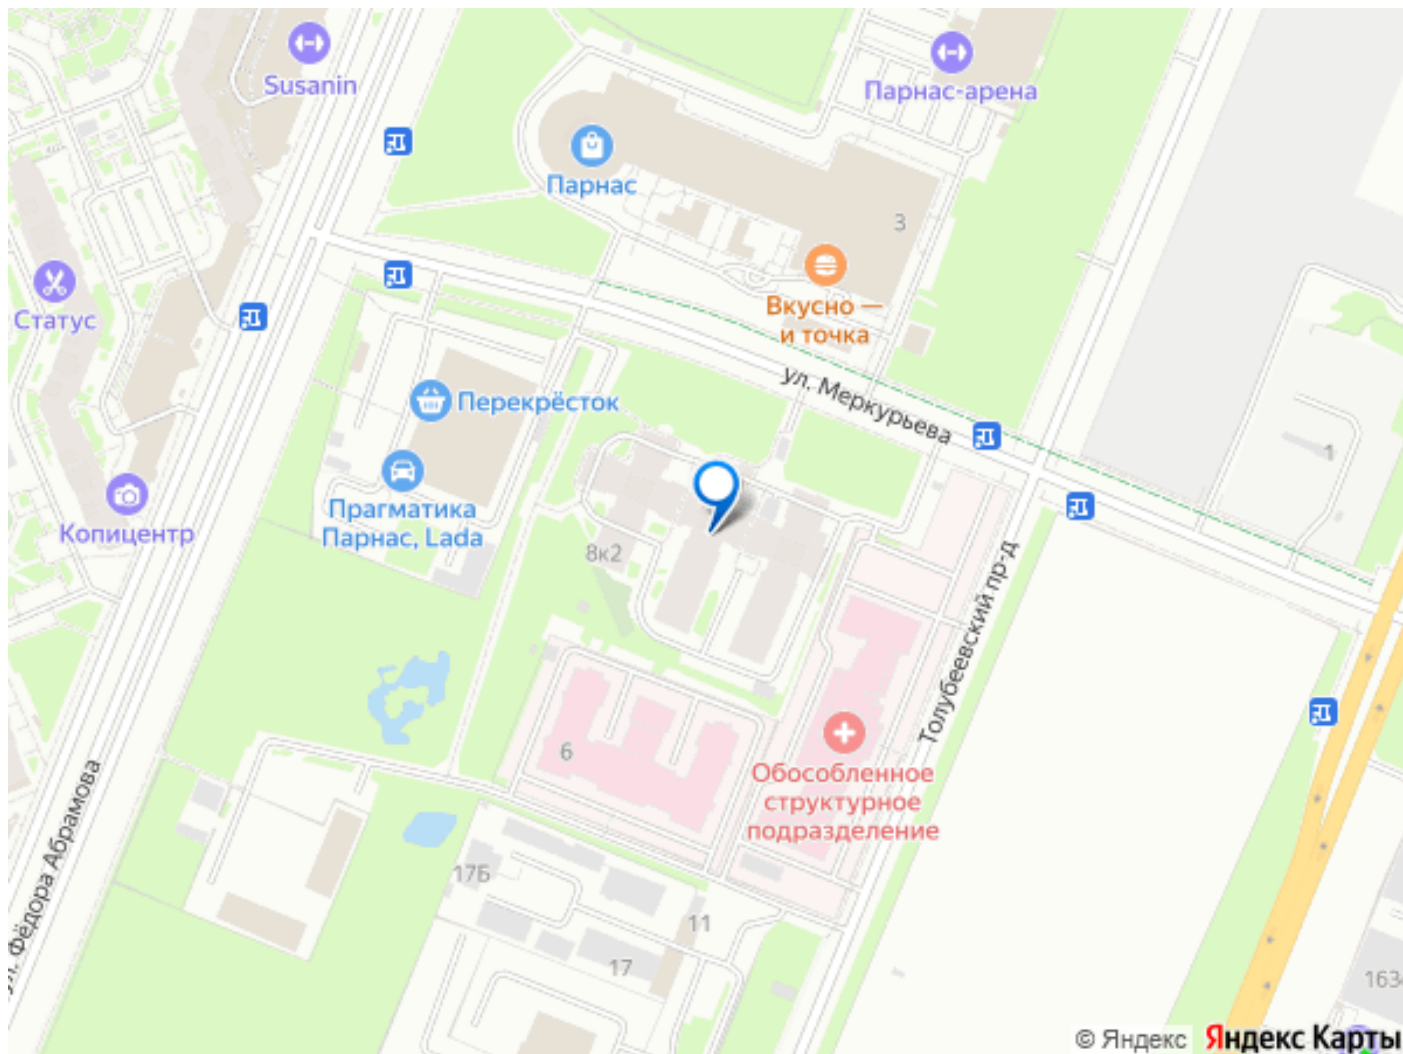 Susanin
Парнас-арена
Парнас
3
Статус
Вкусно —
и точка
ул. Меркурьева
Перекрёсток
1
Прагматика
Парнас, Lada
Копицентр
8к2
Толубеевский пр-д
6
Обособленное
структурное
подразделение
ул. Фёдора Абрамова
17Б
11
17
163
© Яндекс
Яндекс Карты